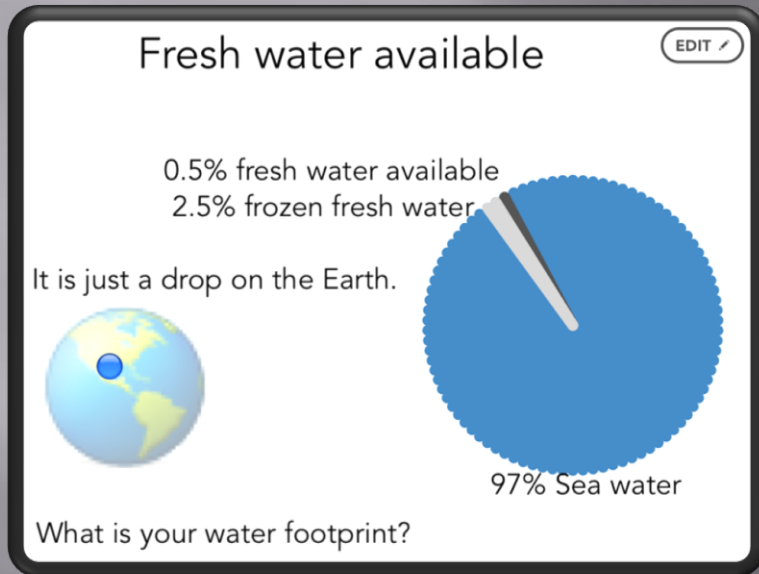 Fresh water available
EDIT
0.5% fresh water available
2.5% frozen fresh water
It is just a drop on the Earth.
97% Sea water
What is your water footprint?